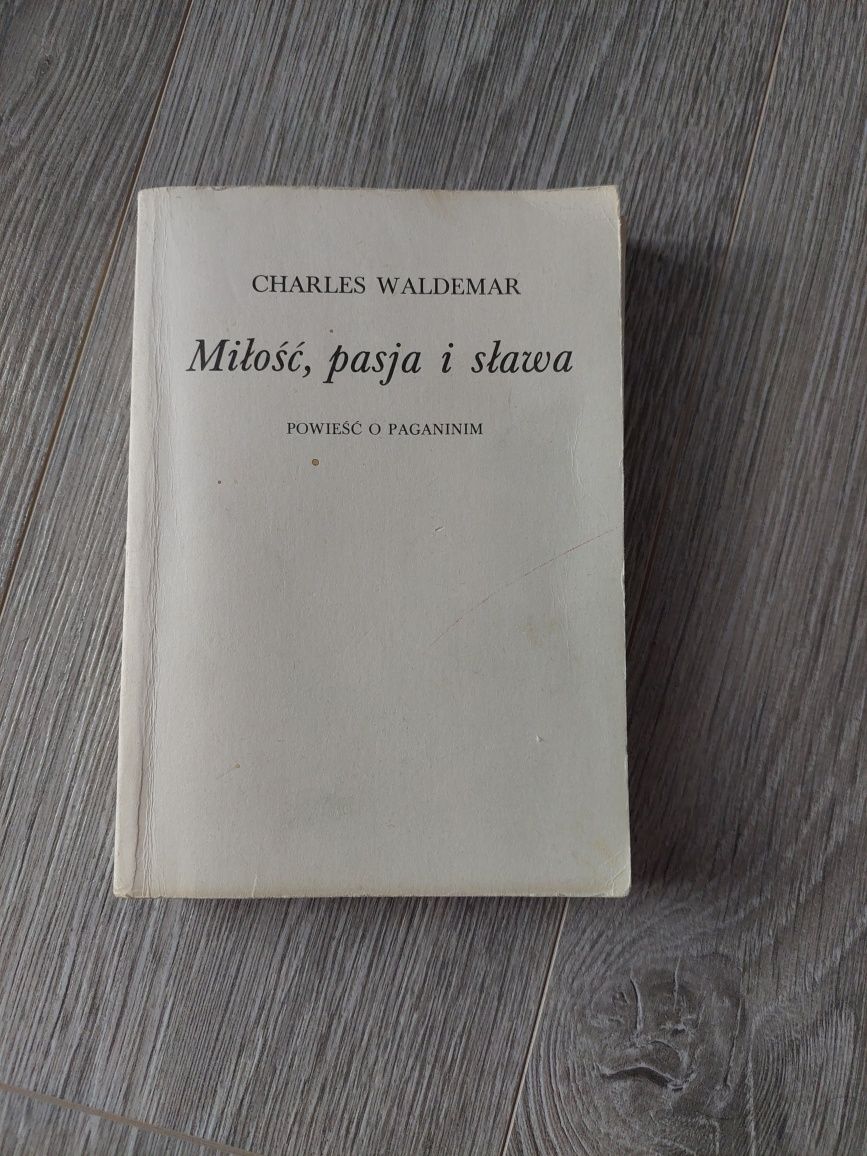 CHARLES WALDEMAR
Miłość, pasja i sława
POWIEŚĆ O PAGANINIM